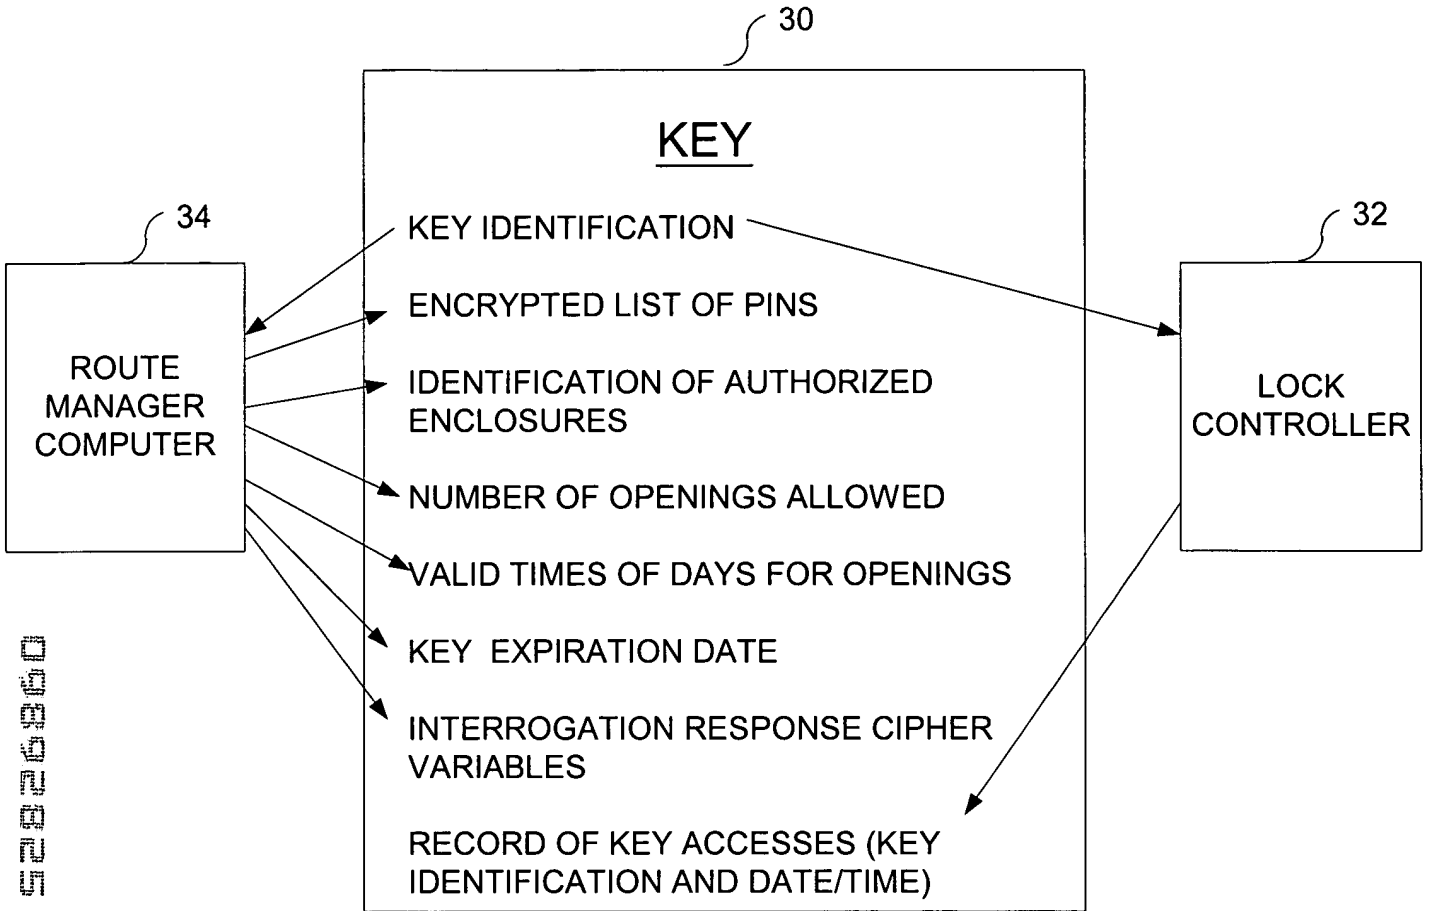 30
KEY
34
32
KEY IDENTIFICATION
ENCRYPTED LIST OF PINS
ROUTE
MANAGER
COMPUTER
IDENTIFICATION OF AUTHORIZED
ENCLOSURES
LOCK
CONTROLLER
NUMBER OF OPENINGS ALLOWED
VALID TIMES OF DAYS FOR OPENINGS
KEY EXPIRATION DATE
INTERROGATION RESPONSE CIPHER
VARIABLES
RECORD OF KEY ACCESSES (KEY
IDENTIFICATION AND DATE/TIME)